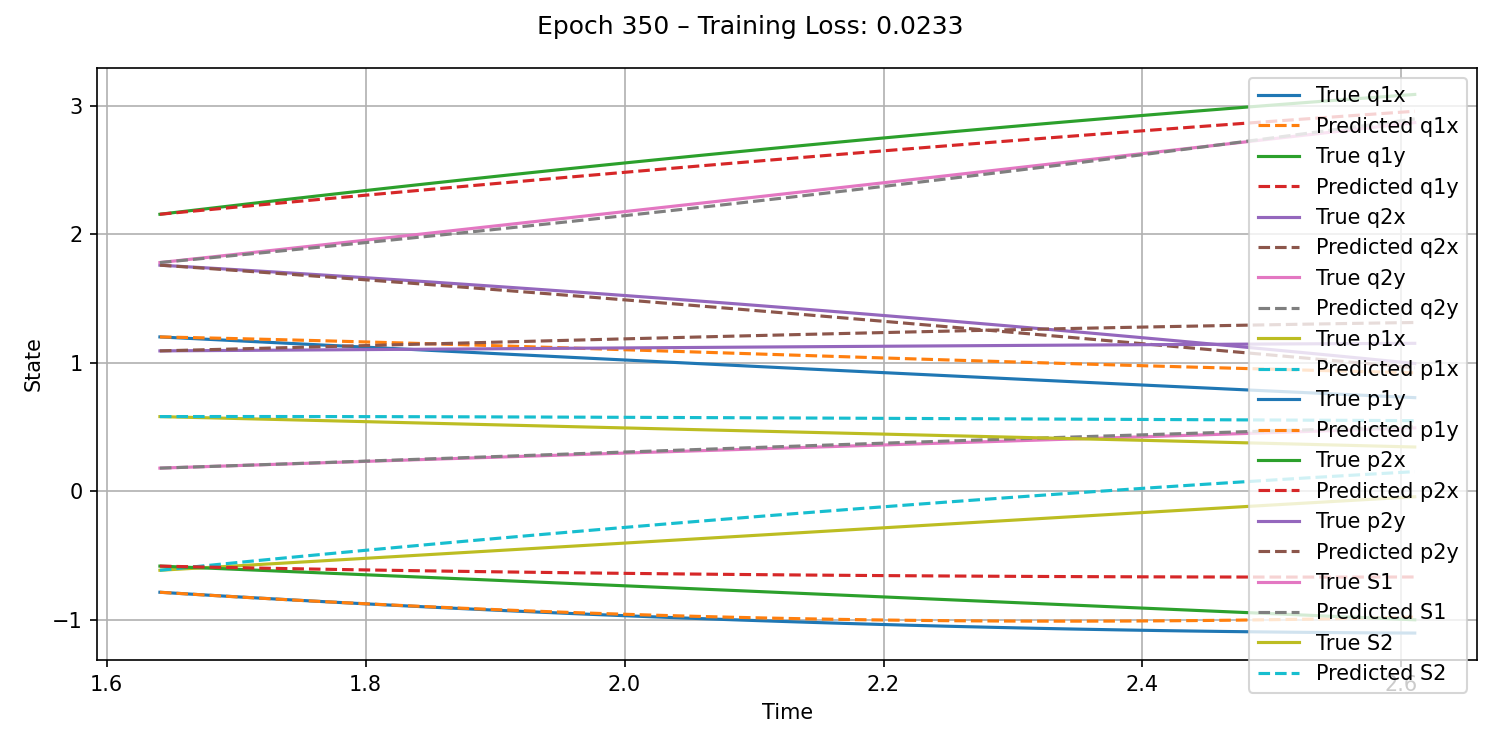 Epoch 350 – Training Loss: 0.0233
State
3
2
1
0
−1
1.6
1.8
2.0
2.2
2.4
2.6
Time
True q1x
Predicted q1x
True q1y
Predicted q1y
True q2x
Predicted q2x
True q2y
Predicted q2y
True p1x
Predicted p1x
True p1y
Predicted p1y
True p2x
Predicted p2x
True p2y
Predicted p2y
True S1
Predicted S1
True S2
Predicted S2